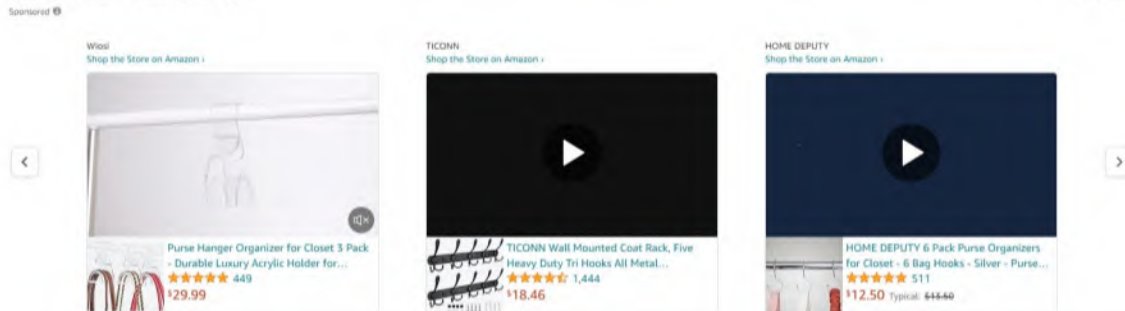 Sponsored
Wiosi
Shop the Store on Amazon ›
Purse Hanger Organizer for Closet 3 Pack
- Durable Luxury Acrylic Holder for...
449
$29.99
TICONN
Shop the Store on Amazon ›
TICONN Wall Mounted Coat Rack, Five
Heavy Duty Tri Hooks All Metal...
1,444
$18.46
HOME DEPUTY
Shop the Store on Amazon ›
HOME DEPUTY 6 Pack Purse Organizers
for Closet - 6 Bag Hooks - Silver - Purse...
511
$12.50 Typical: $13.50